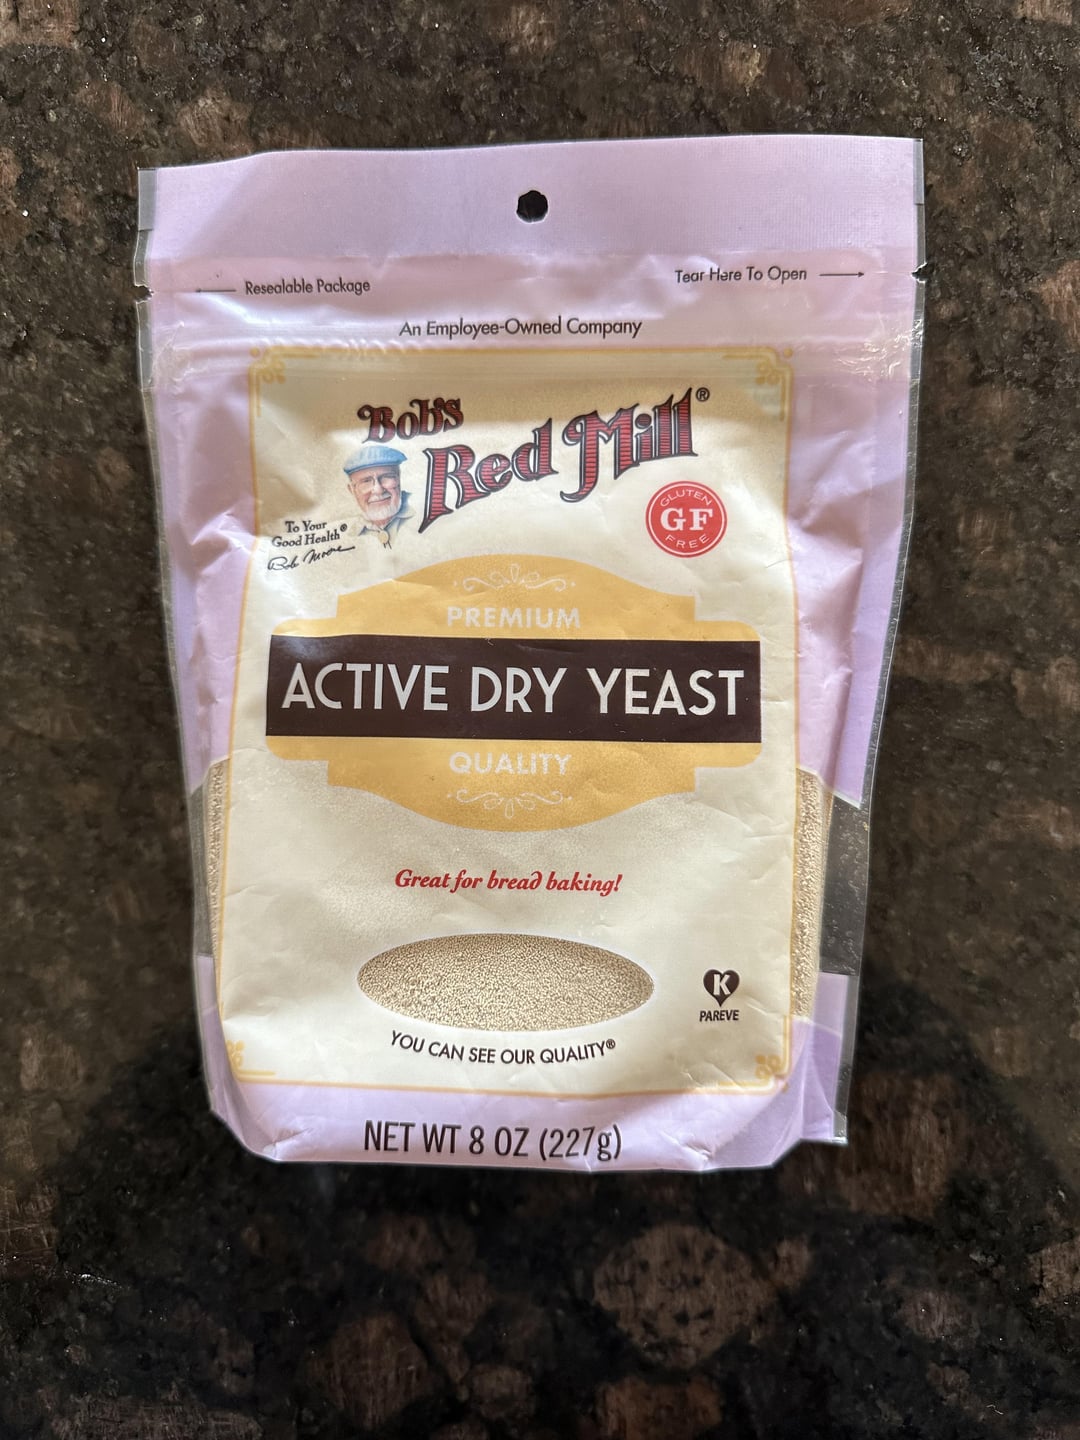 Resealable Package
Tear Here To Open
An Employee-Owned Company
Bob's
Red Mill®
To Your
Good Health®
Bob Moore
GLUTEN
GF
FREE
PREMIUM
ACTIVE DRY YEAST
QUALITY
Great for bread baking!
K
PAREVE
YOU CAN SEE OUR QUALITY®
NET WT 8 OZ (227g)